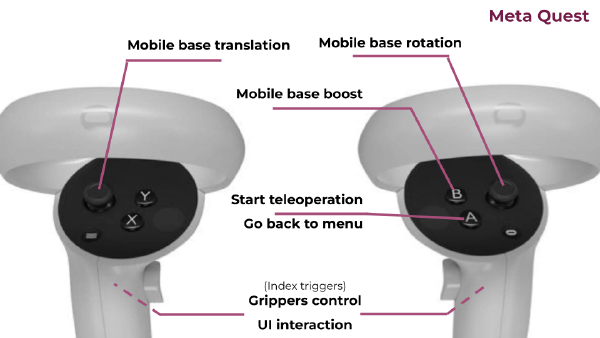 Meta Quest
Mobile base translation
Mobile base rotation
Mobile base boost
Y
X
B
A
Start teleoperation
Go back to menu
(Index triggers)
Grippers control
UI interaction